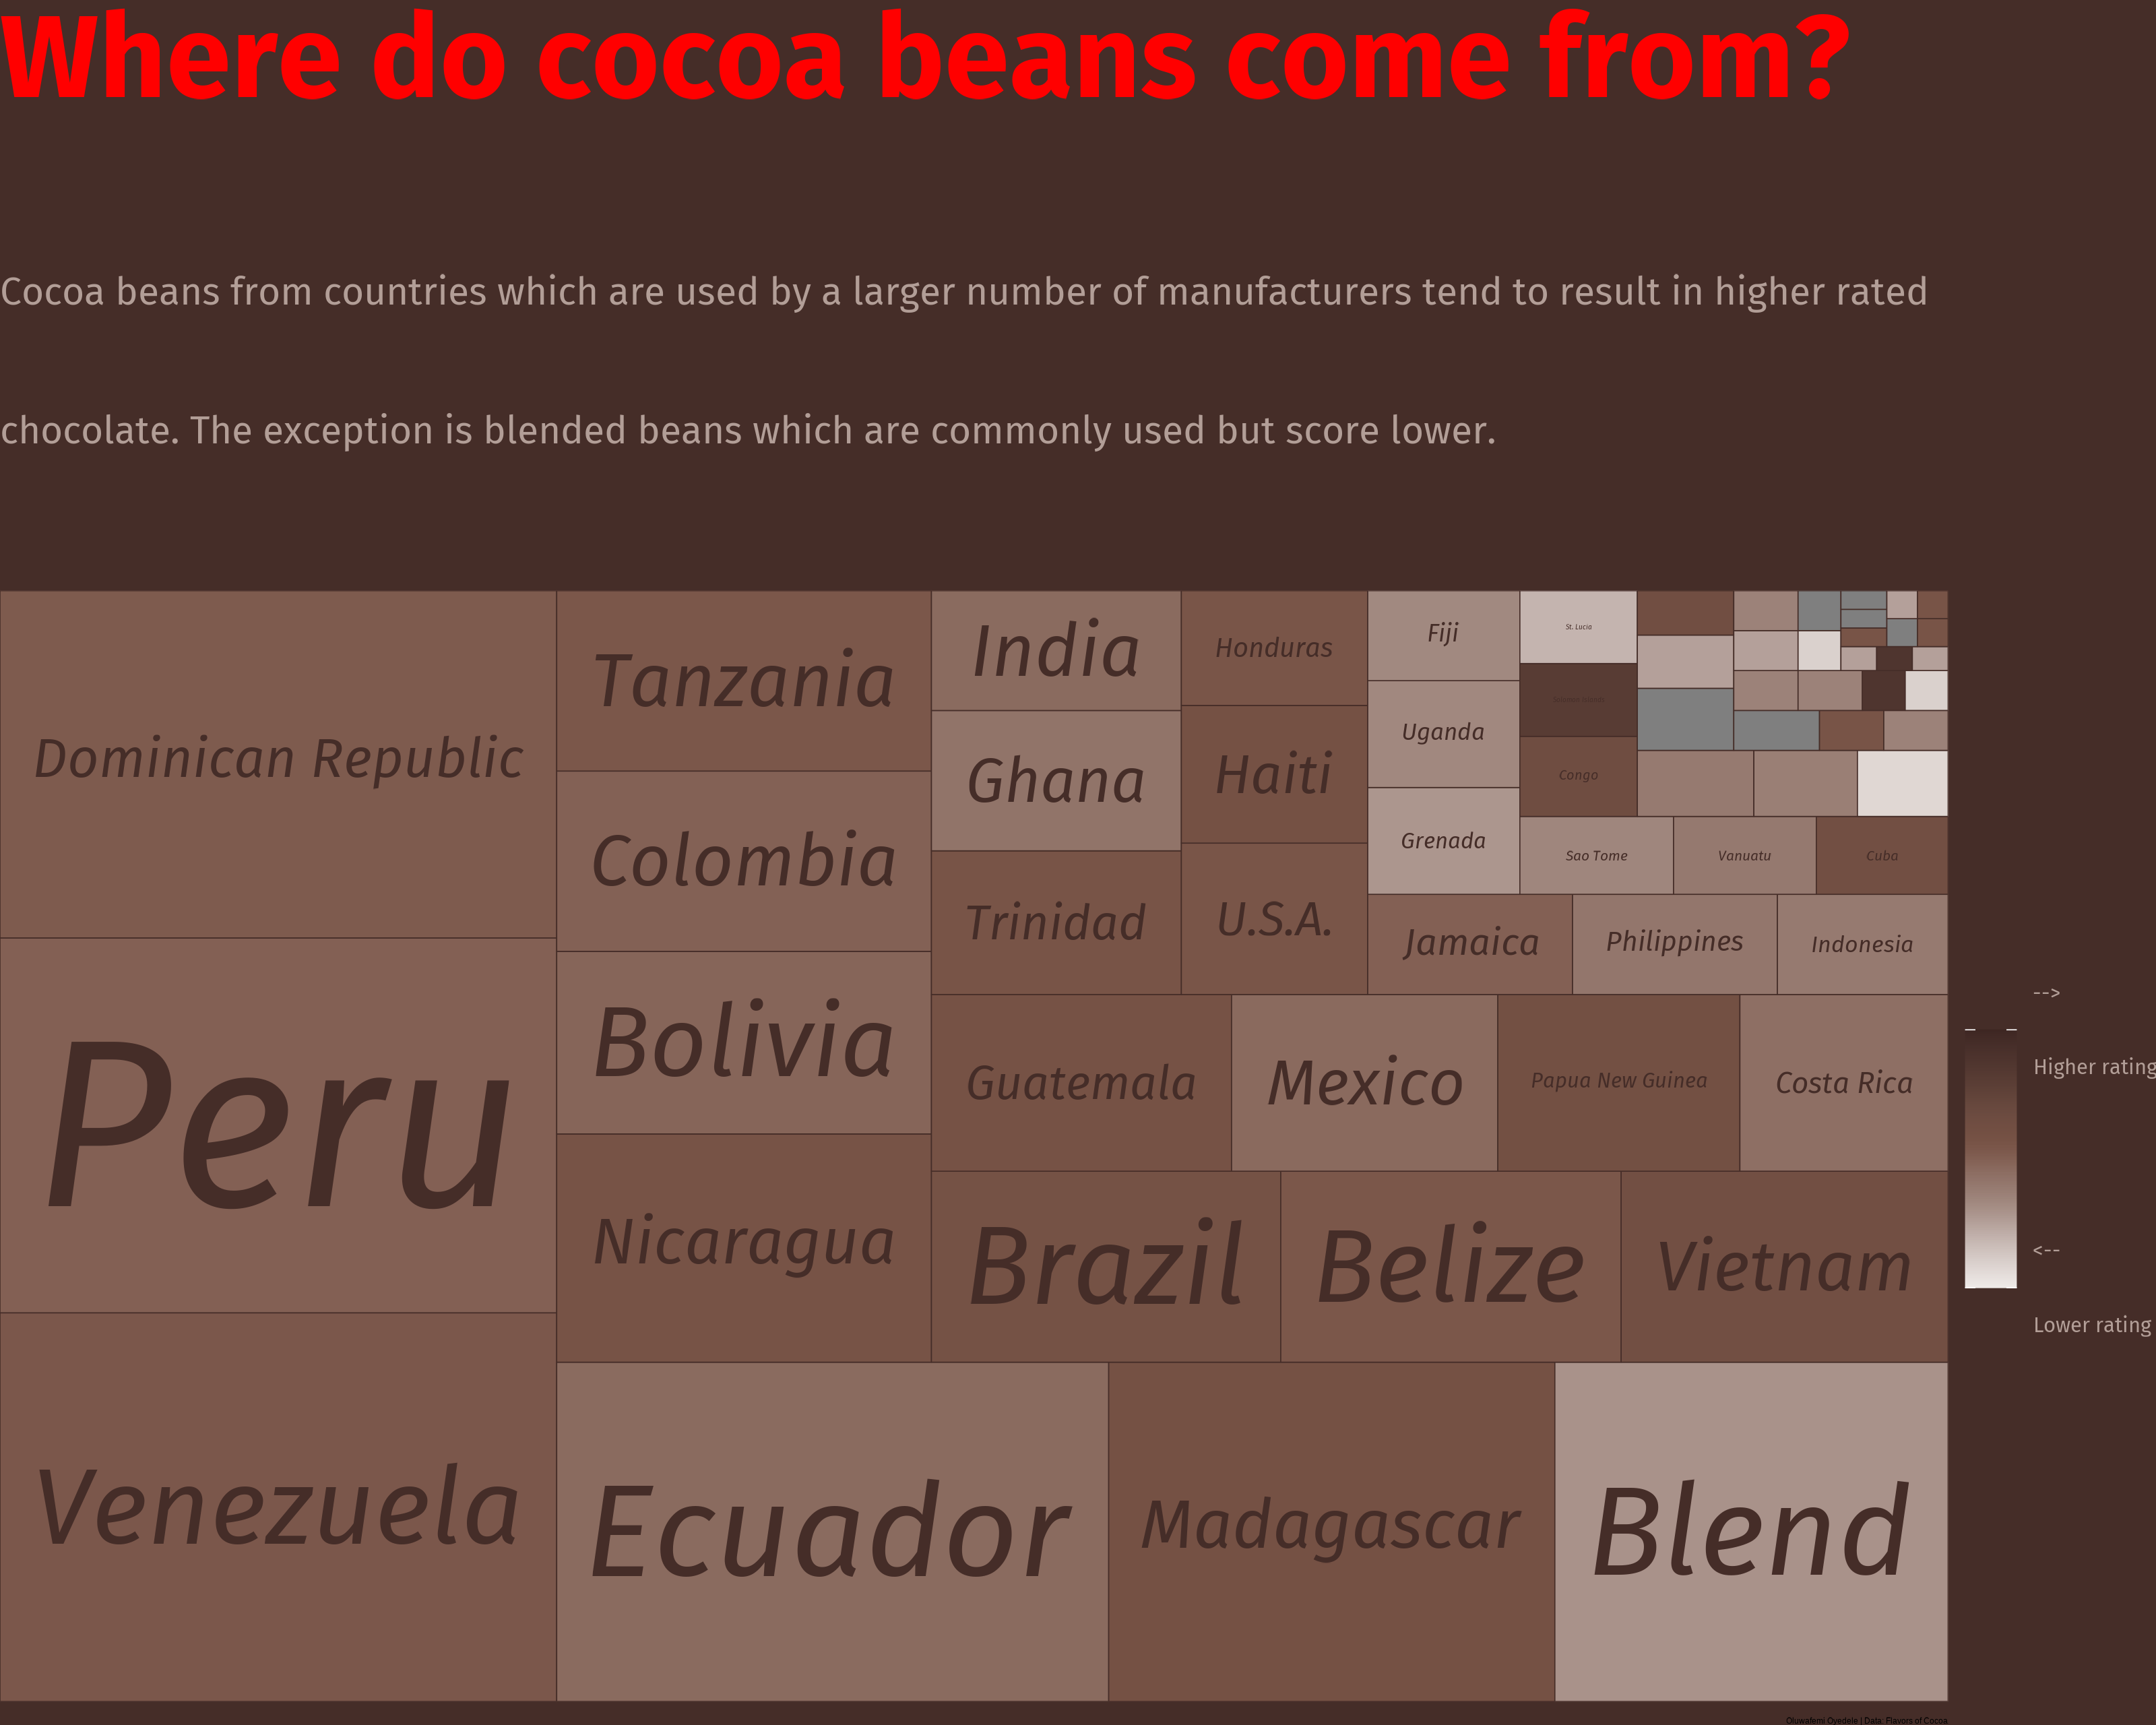 Where do cocoa beans come from?
Cocoa beans from countries which are used by a larger number of manufacturers tend to result in higher rated
chocolate. The exception is blended beans which are commonly used but score lower.
Dominican Republic
Peru
Venezuela
Tanzania
Colombia
Bolivia
Nicaragua
Ecuador
Madagascar
Blend
India
Ghana
Trinidad
Honduras
Haiti
U.S.A.
Guatemala
Mexico
Papua New Guinea
Costa Rica
Brazil
Belize
Vietnam
Fiji
Uganda
Grenada
St. Lucia
Congo
Sao Tome
Vanuatu
Cuba
Jamaica
Philippines
Indonesia
-->
Higher rating
<--
Lower rating
Oluwafemi Oyedele | Data: Flavors of Cocoa